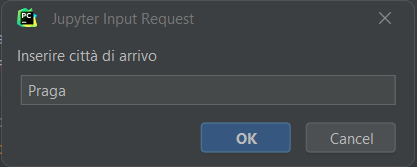 PC
Jupyter Input Request
Inserire città di arrivo
Praga
OK
Cancel